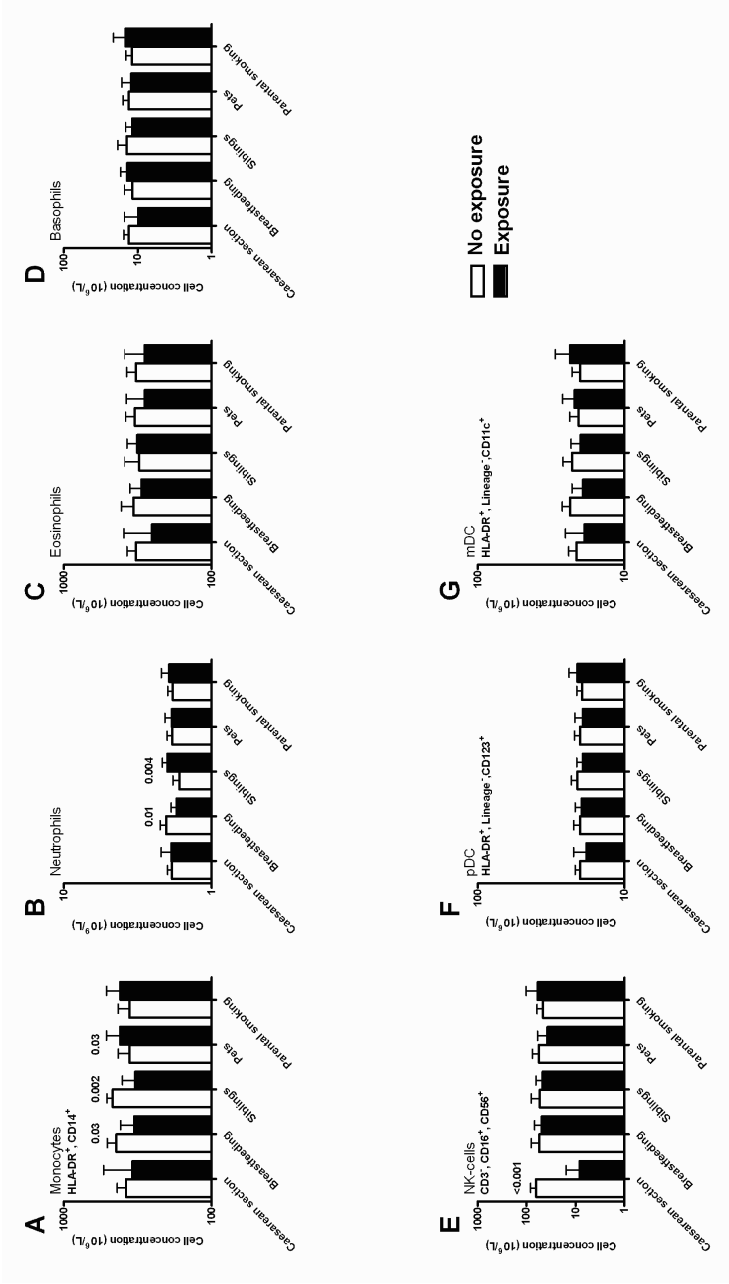 A
Monocytes
HLA-DR+, CD14+
Cell concentration (10^6/L)
1000
100
0.03
0.002
0.03
Caesarean section
Breastfeeding
Siblings
Pets
Parental smoking
B
Neutrophils
Cell concentration (10^9/L)
10
1
0.01
0.004
Caesarean section
Breastfeeding
Siblings
Pets
Parental smoking
C
Eosinophils
Cell concentration (10^6/L)
1000
100
Caesarean section
Breastfeeding
Siblings
Pets
Parental smoking
D
Basophils
Cell concentration (10^6/L)
100
10
1
Caesarean section
Breastfeeding
Siblings
Pets
Parental smoking
E
NK-cells
CD3-, CD16+, CD56+
Cell concentration (10^6/L)
1000
100
10
1
<0.001
Caesarean section
Breastfeeding
Siblings
Pets
Parental smoking
F
pDC
HLA-DR+, Lineage-,CD123+
Cell concentration (10^6/L)
100
10
Caesarean section
Breastfeeding
Siblings
Pets
Parental smoking
G
mDC
HLA-DR+, Lineage-,CD11c+
Cell concentration (10^6/L)
100
10
Caesarean section
Breastfeeding
Siblings
Pets
Parental smoking
No exposure
Exposure